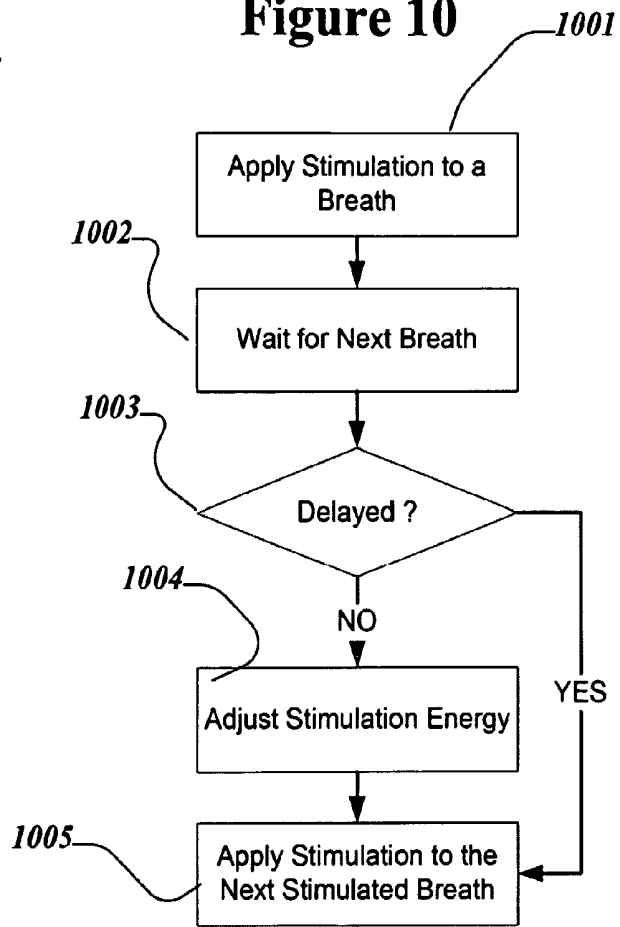 Figure 10
1001
Apply Stimulation to a
Breath
1002
Wait for Next Breath
1003
Delayed ?
1004
NO
YES
Adjust Stimulation Energy
1005
Apply Stimulation to the
Next Stimulated Breath